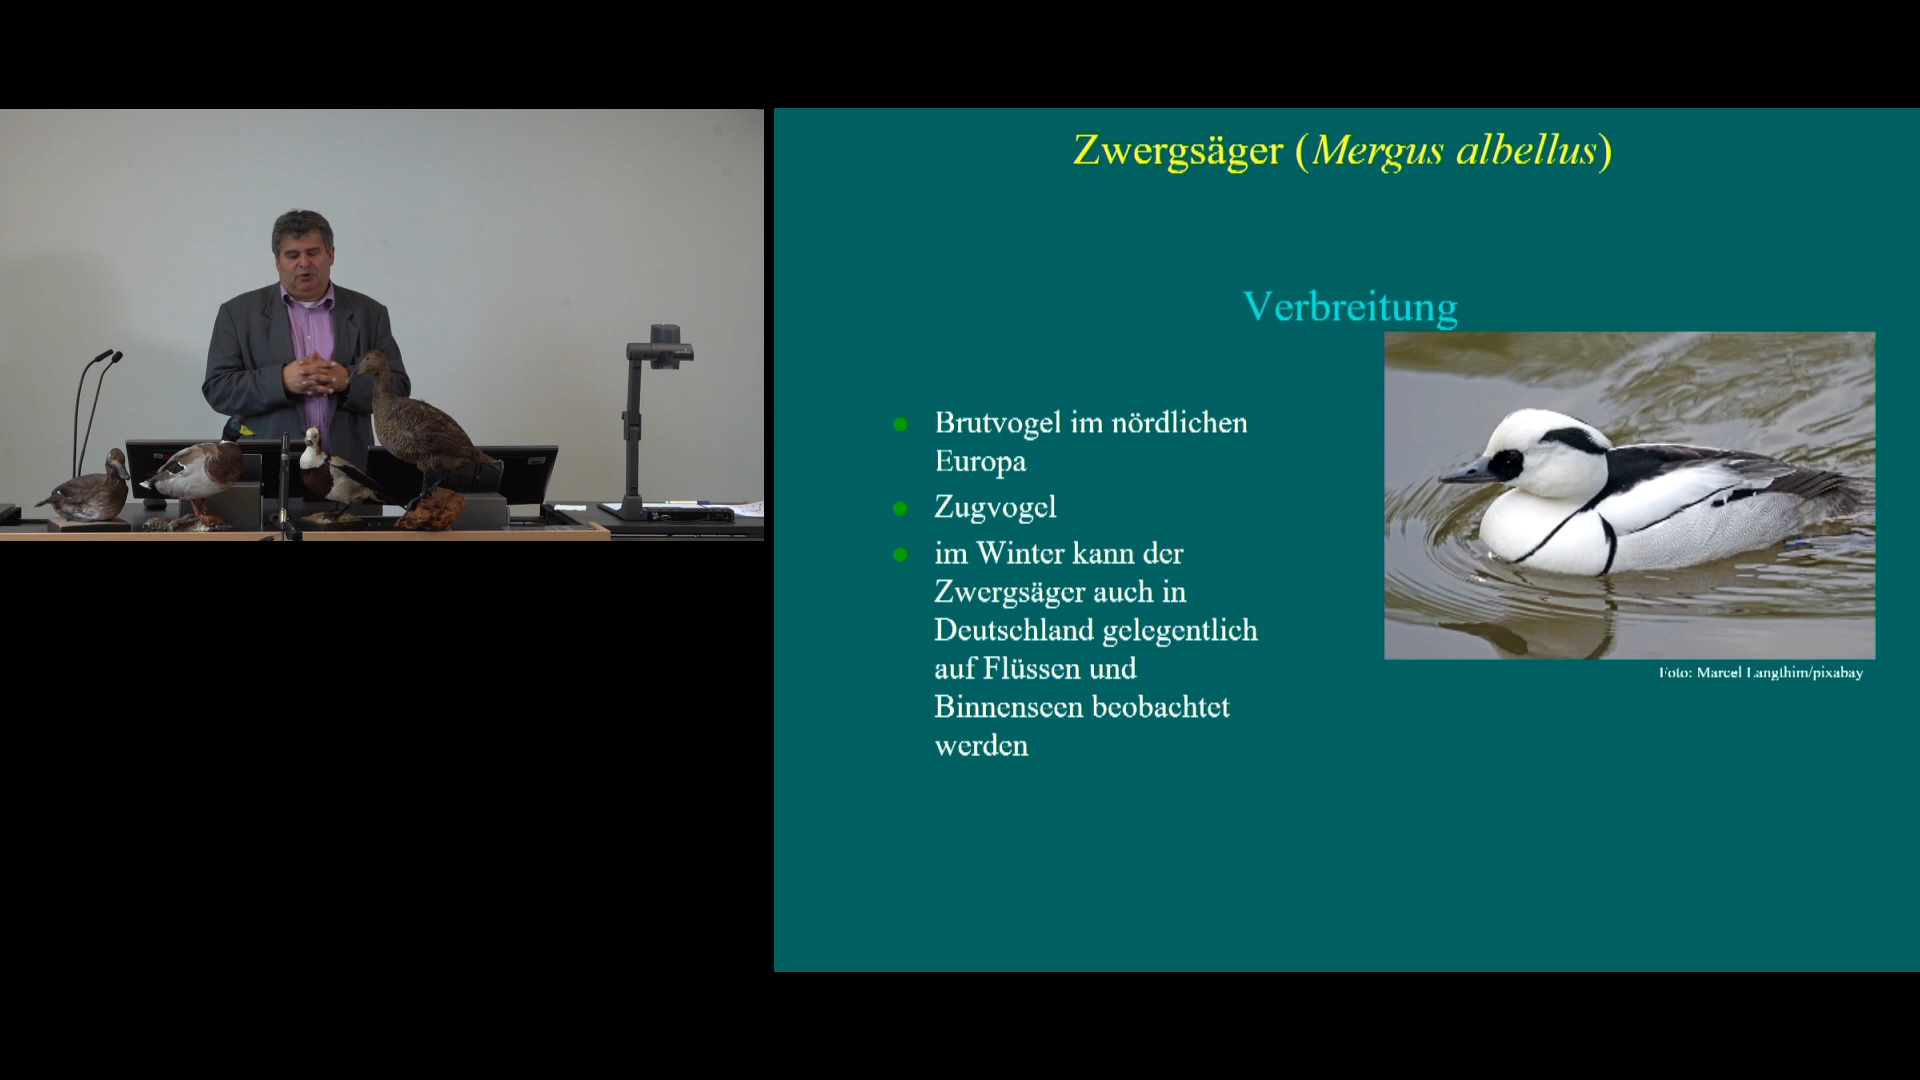 Zwergsäger (Mergus albellus)
Verbreitung
Brutvogel im nördlichen
Europa
Zugvogel
im Winter kann der
Zwergsäger auch in
Deutschland gelegentlich
auf Flüssen und
Binnenseen beobachtet
werden
Foto: Marcel Langthim/pixabay